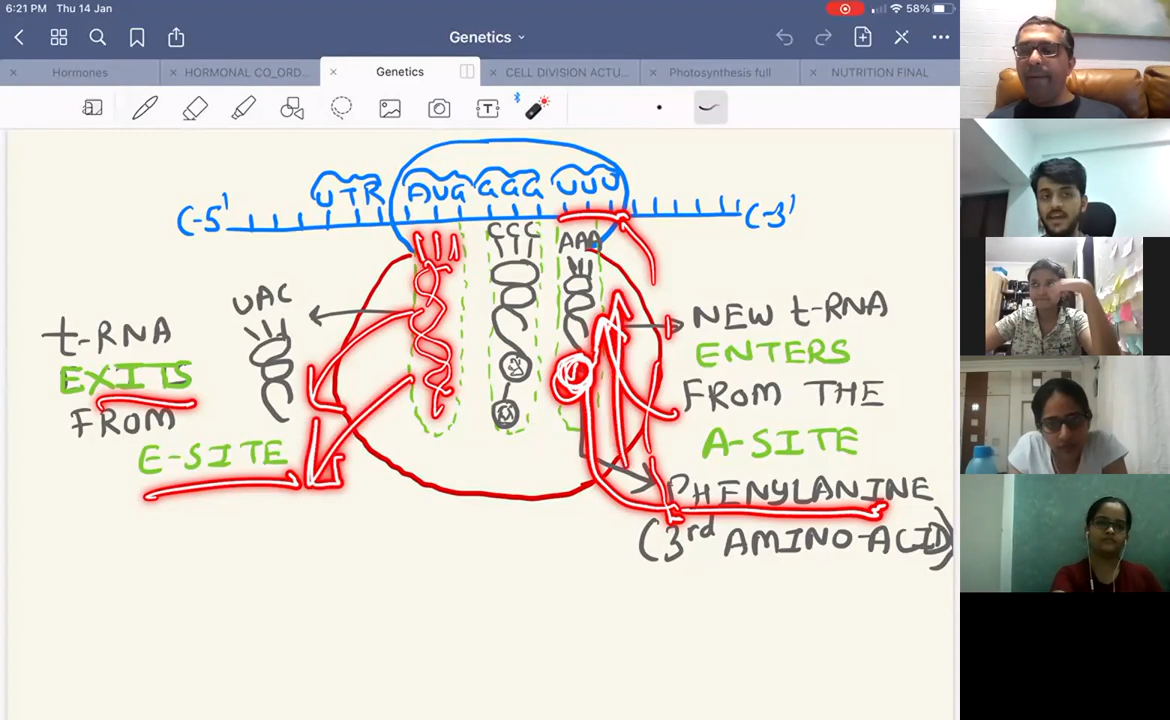 6:21 PM Thu 14 Jan
58%
Genetics
Hormones
HORMONAL CO_ORD...
Genetics
CELL DIVISION ACTU...
Photosynthesis full
NUTRITION FINAL
T
UTR AUG GGG UUU
(-5' (-3'
CCC AAA
UAC
t-RNA
EXITS
FROM
E-SITE
2
M
NEW t-RNA
ENTERS
FROM THE
A-SITE
PHENYLANINE
(3rd AMINO-ACID)